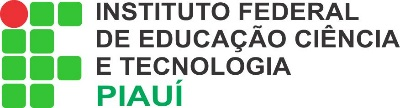 INSTITUTO FEDERAL
DE EDUCAÇÃO CIÊNCIA
E TECNOLOGIA
PIAUÍ